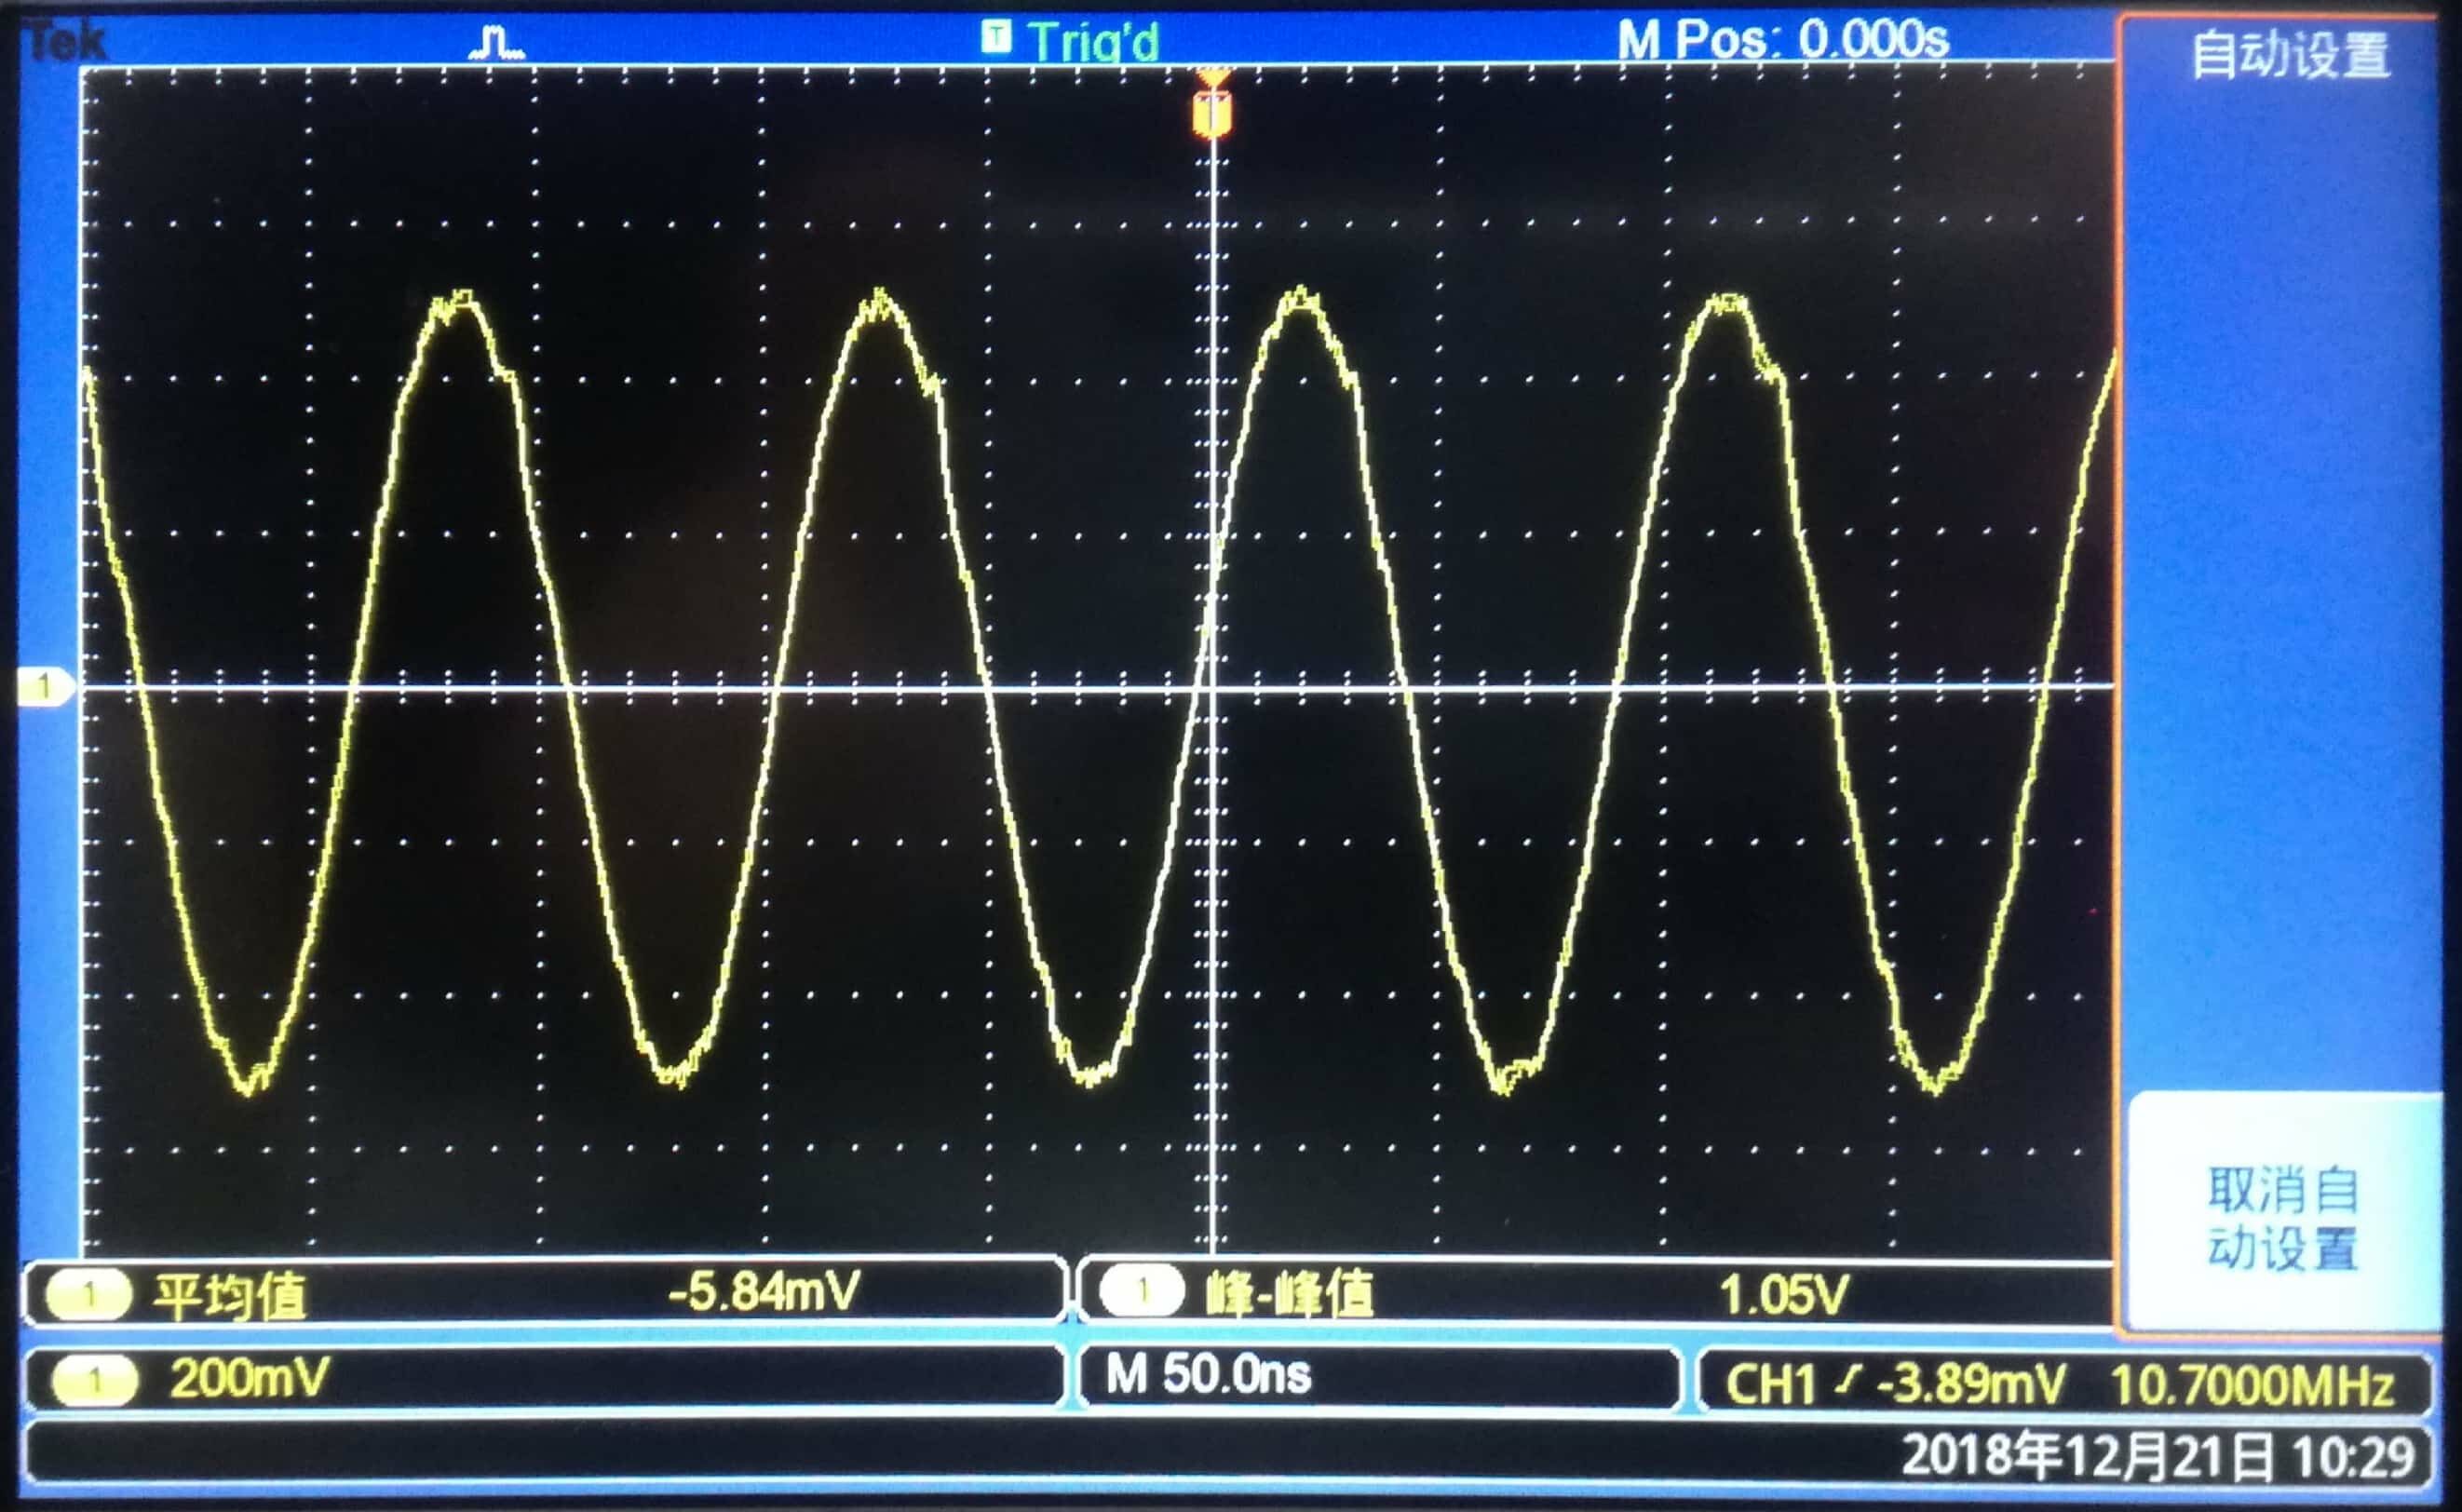 Tek
T Trig'd
M Pos: 0.000s
自动设置
1
取消自
动设置
1 平均值 -5.84mV
1 峰-峰值 1.05V
1 200mV
M 50.0ns
CH1 -3.89mV 10.7000MHz
2018年12月21日 10:29